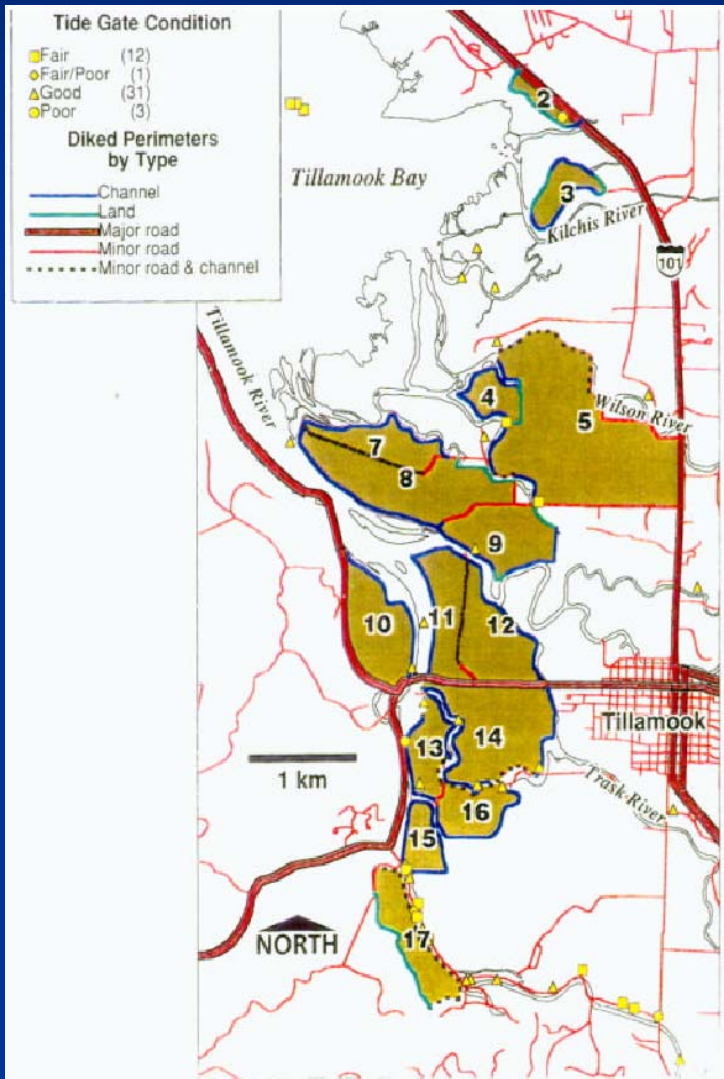 Tide Gate Condition
Fair (12)
Fair/Poor (1)
Good (31)
Poor (3)
Diked Perimeters
by Type
Channel
Land
Major road
Minor road
Minor road & channel
Tillamook Bay
2
3
Kilchis River
101
Tillamook River
4
5
Wilson River
7
8
9
10
11
12
Tillamook
13
14
1 km
Trask River
16
15
NORTH
17